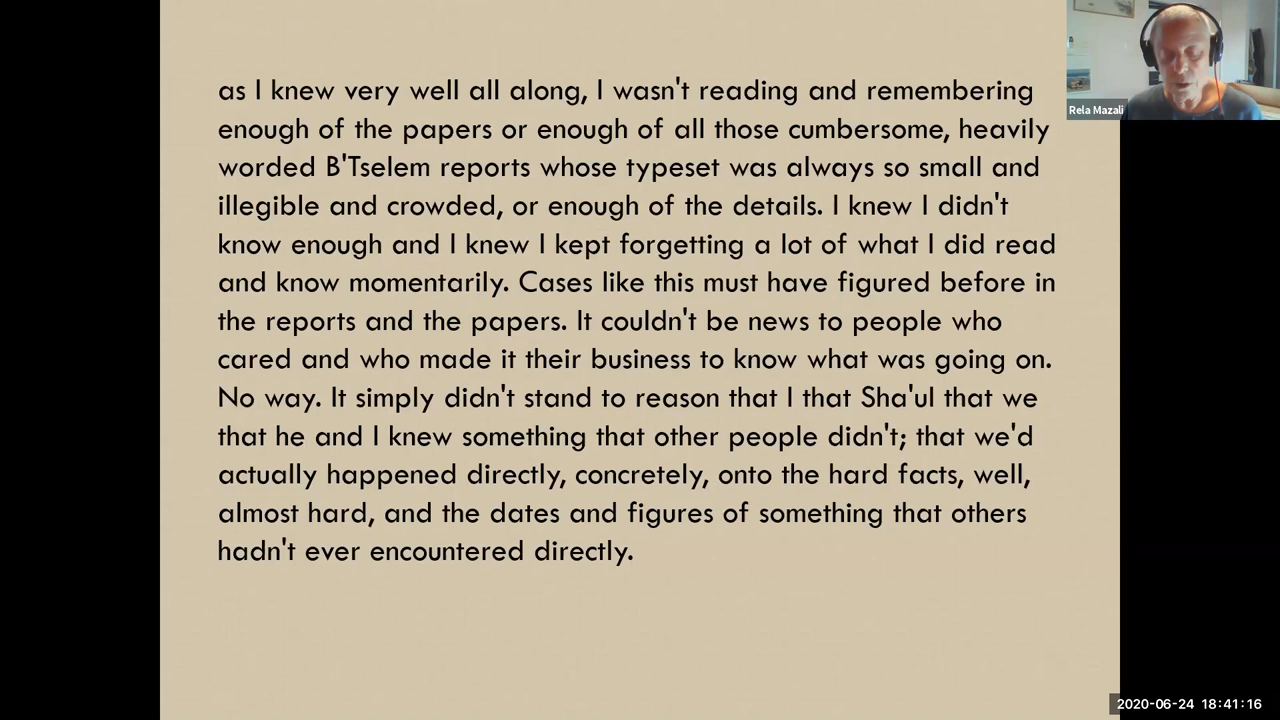 as I knew very well all along, I wasn't reading and remembering
enough of the papers or enough of all those cumbersome, heavily
worded B'Tselem reports whose typeset was always so small and
illegible and crowded, or enough of the details. I knew I didn't
know enough and I knew I kept forgetting a lot of what I did read
and know momentarily. Cases like this must have figured before in
the reports and the papers. It couldn't be news to people who
cared and who made it their business to know what was going on.
No way. It simply didn't stand to reason that I that Sha'ul that we
that he and I knew something that other people didn't; that we'd
actually happened directly, concretely, onto the hard facts, well,
almost hard, and the dates and figures of something that others
hadn't ever encountered directly.
Rela Mazali
2020-06-24 18:41:16